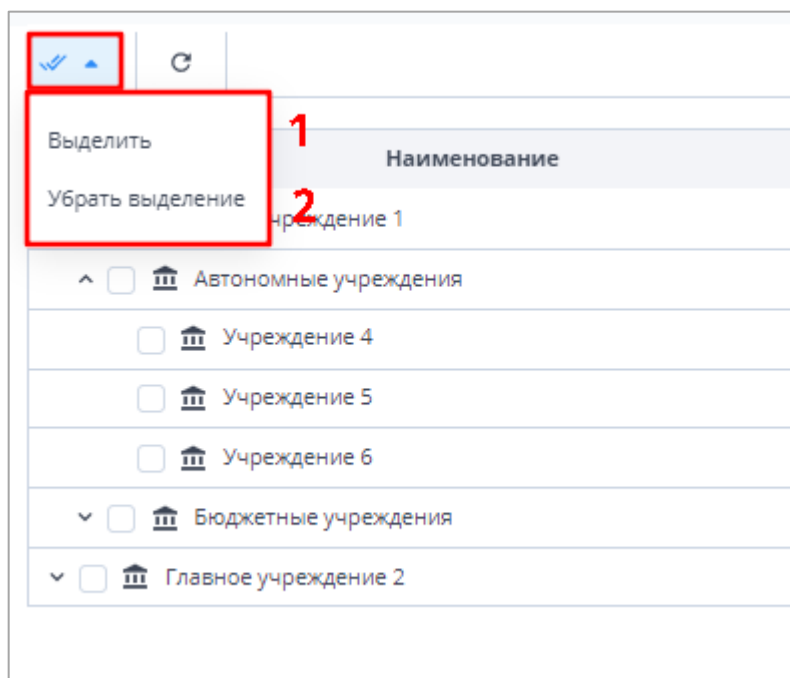 Выделить
1
Наименование
Убрать выделение
2
чреждение 1
Автономные учреждения
Учреждение 4
Учреждение 5
Учреждение 6
Бюджетные учреждения
Главное учреждение 2